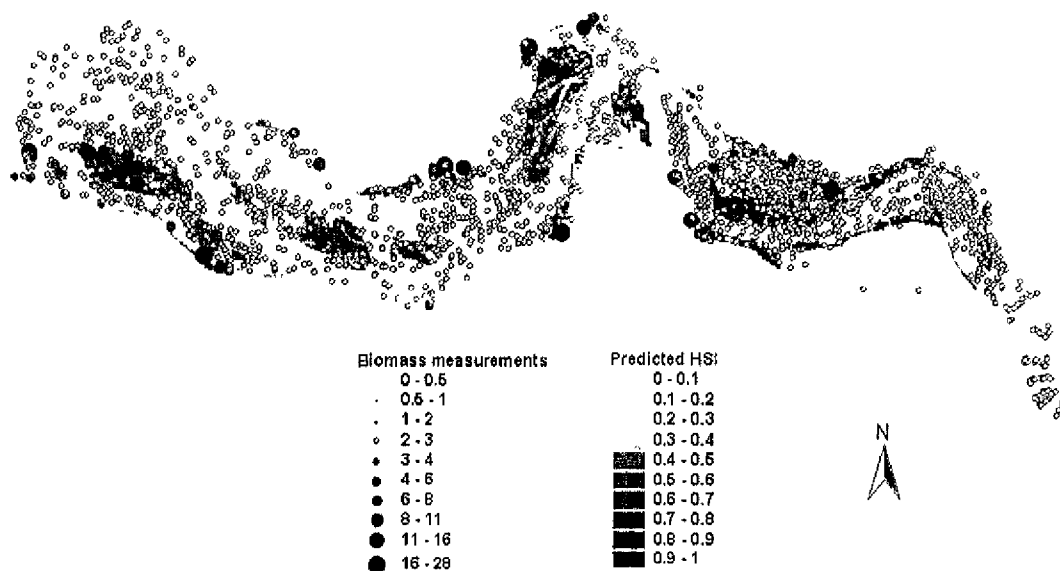 Biomass measurements
0 - 0.5
0.5 - 1
1 - 2
2 - 3
3 - 4
4 - 6
6 - 8
8 - 11
11 - 16
16 - 28
Predicted HSI
0 - 0.1
0.1 - 0.2
0.2 - 0.3
0.3 - 0.4
0.4 - 0.5
0.5 - 0.6
0.6 - 0.7
0.7 - 0.8
0.8 - 0.9
0.9 - 1
N